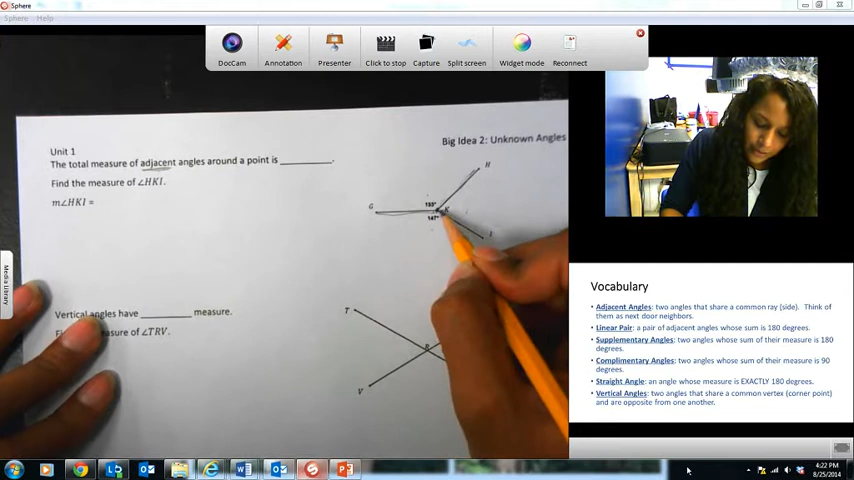 Sphere
Sphere Help
DocCam
Annotation
Presenter
Click to stop
Capture
Split screen
Widget mode
Reconnect
Unit 1
Big Idea 2: Unknown Angles
The total measure of adjacent angles around a point is ________.
Find the measure of ∠HKI.
m∠HKI =
H
G
K
147°
I
Vertical angles have ________ measure.
measure of ∠TRV.
T
R
V
Media Library
Vocabulary
• Adjacent Angles: two angles that share a common ray (side). Think of
them as next door neighbors.
• Linear Pair: a pair of adjacent angles whose sum is 180 degrees.
• Supplementary Angles: two angles whose sum of their measure is 180
degrees.
• Complimentary Angles: two angles whose sum of their measure is 90
degrees.
• Straight Angle: an angle whose measure is EXACTLY 180 degrees.
• Vertical Angles: two angles that share a common vertex (corner point)
and are opposite from one another.
4:22 PM
8/25/2014